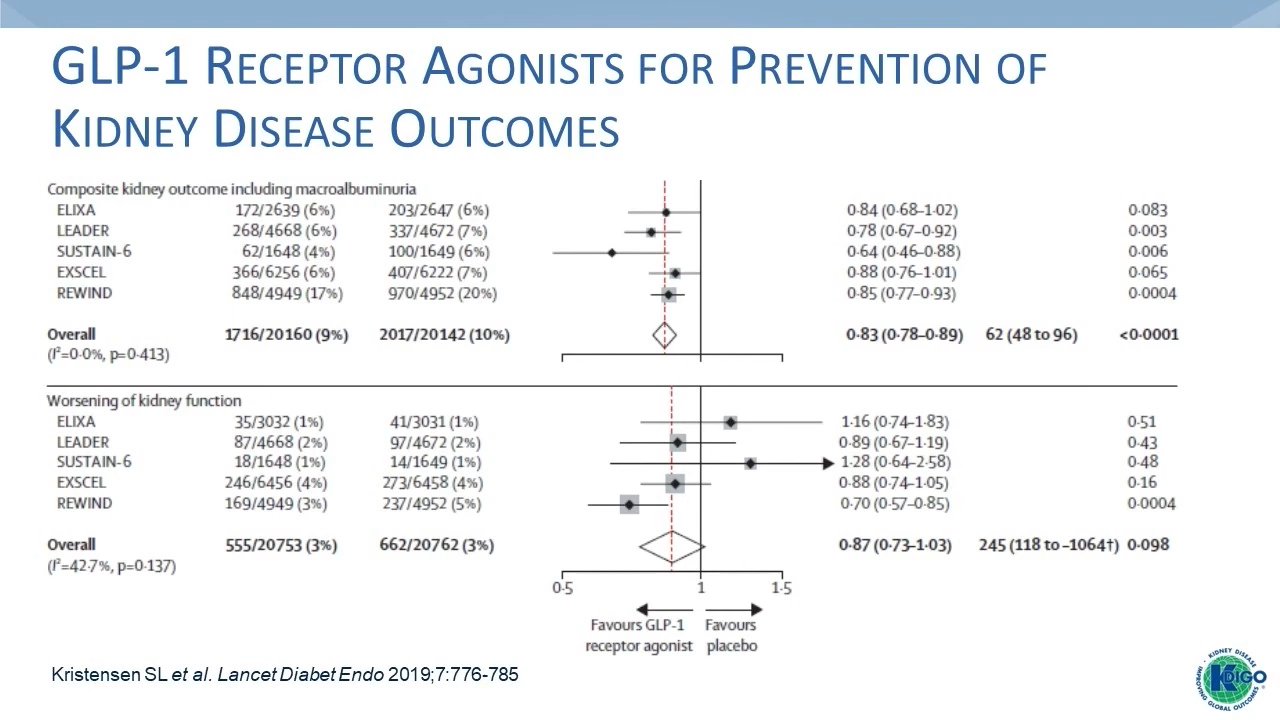 GLP-1 RECEPTOR AGONISTS FOR PREVENTION OF
KIDNEY DISEASE OUTCOMES
Composite kidney outcome including macroalbuminuria
ELIXA 172/2639 (6%) 203/2647 (6%) 0·84 (0·68–1·02) 0·083
LEADER 268/4668 (6%) 337/4672 (7%) 0·78 (0·67–0·92) 0·003
SUSTAIN-6 62/1648 (4%) 100/1649 (6%) 0·64 (0·46–0·88) 0·006
EXSCEL 366/6256 (6%) 407/6222 (7%) 0·88 (0·76–1·01) 0·065
REWIND 848/4949 (17%) 970/4952 (20%) 0·85 (0·77–0·93) 0·0004
Overall 1716/20160 (9%) 2017/20142 (10%) 0·83 (0·78–0·89) 62 (48 to 96) <0·0001
(I²=0·0%, p=0·413)
Worsening of kidney function
ELIXA 35/3032 (1%) 41/3031 (1%) 1·16 (0·74–1·83) 0·51
LEADER 87/4668 (2%) 97/4672 (2%) 0·89 (0·67–1·19) 0·43
SUSTAIN-6 18/1648 (1%) 14/1649 (1%) 1·28 (0·64–2·58) 0·48
EXSCEL 246/6456 (4%) 273/6458 (4%) 0·88 (0·74–1·05) 0·16
REWIND 169/4949 (3%) 237/4952 (5%) 0·70 (0·57–0·85) 0·0004
Overall 555/20753 (3%) 662/20762 (3%) 0·87 (0·73–1·03) 245 (118 to –1064†) 0·098
(I²=42·7%, p=0·137)
0·5 1 1·5
Favours GLP-1 Favours
receptor agonist placebo
Kristensen SL et al. Lancet Diabet Endo 2019;7:776-785
KIDNEY DISEASE
KDIGO
IMPROVING GLOBAL OUTCOMES